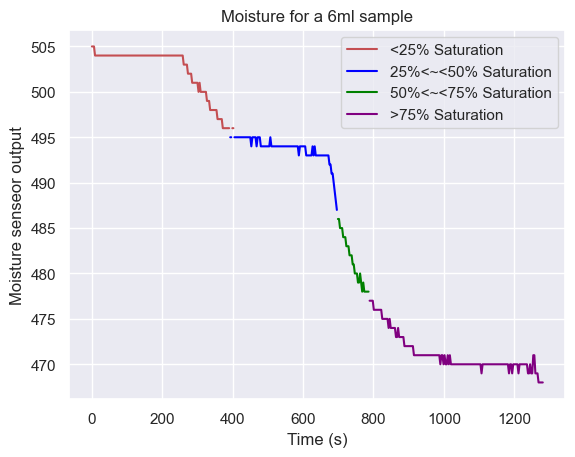 Moisture for a 6ml sample
<25% Saturation
25%<~<50% Saturation
50%<~<75% Saturation
>75% Saturation
Moisture senseor output
505
500
495
490
485
480
475
470
0 200 400 600 800 1000 1200
Time (s)